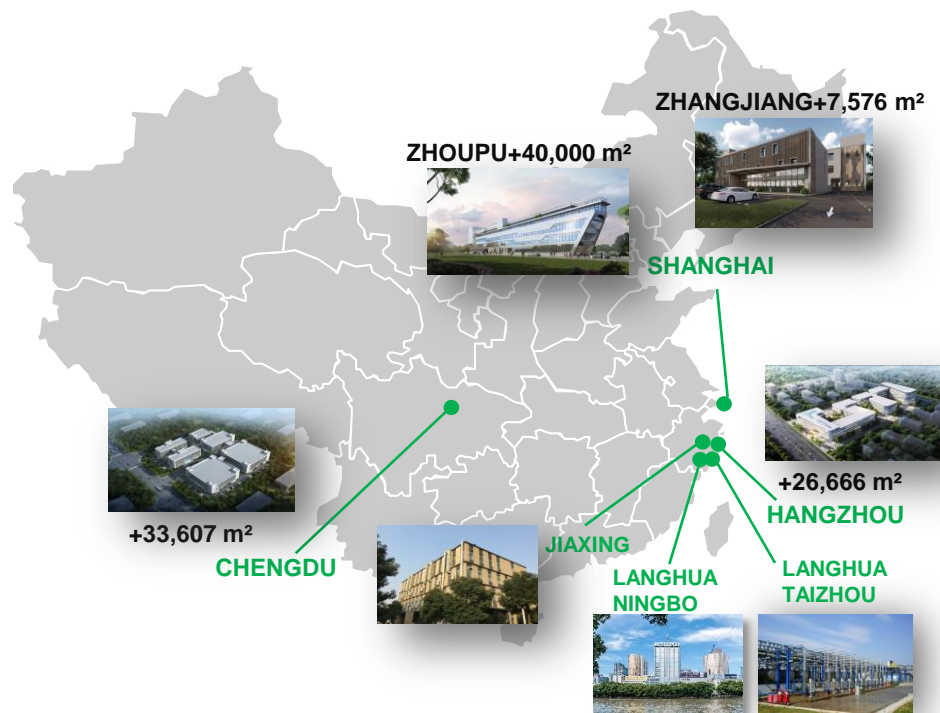 ZHANGJIANG+7,576 m²
ZHOUPU+40,000 m²
SHANGHAI
+26,666 m²
HANGZHOU
+33,607 m²
CHENGDU
JIAXING
LANGHUA
NINGBO
LANGHUA
TAIZHOU